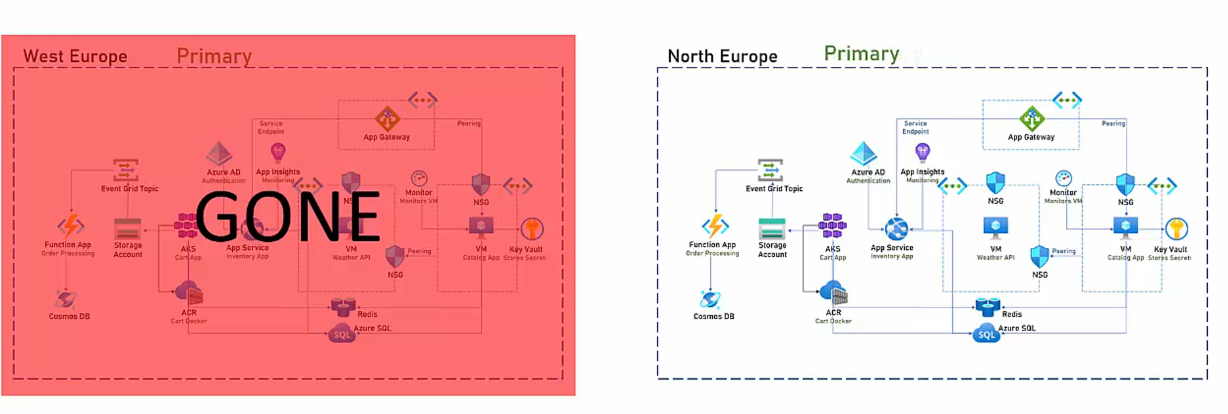 West Europe Primary
Service
Endpoint
App Gateway
Peering
Azure AD
Authentication
App Insights
Monitoring
Event Grid Topic
NSG
Monitor
Monitors VM
NSG
GONE
Function App
Order Processing
Storage
Account
AKS
Cart App
App Service
Inventory App
VM
Weather API
Peering
NSG
VM
Catalog App
Key Vault
Stores Secret
Cosmos DB
ACR
Cart Docker
Redis
SQL
Azure SQL
North Europe Primary
Service
Endpoint
App Gateway
Peering
Azure AD
Authentication
App Insights
Monitoring
Event Grid Topic
NSG
Monitor
Monitors VM
NSG
Function App
Order Processing
Storage
Account
AKS
Cart App
App Service
Inventory App
VM
Weather API
Peering
NSG
VM
Catalog App
Key Vault
Stores Secret
Cosmos DB
ACR
Cart Docker
Redis
SQL
Azure SQL